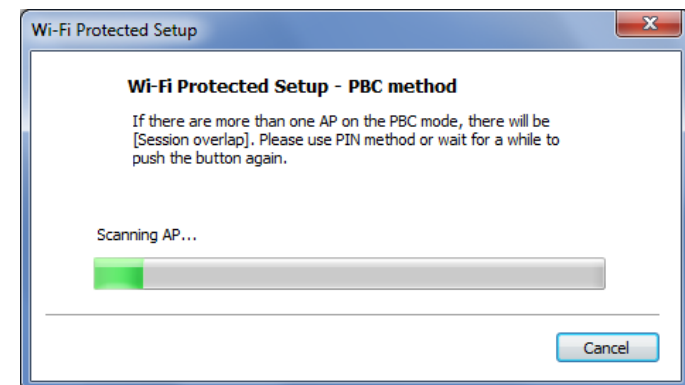 Wi-Fi Protected Setup
Wi-Fi Protected Setup - PBC method
If there are more than one AP on the PBC mode, there will be
[Session overlap]. Please use PIN method or wait for a while to
push the button again.
Scanning AP...
Cancel